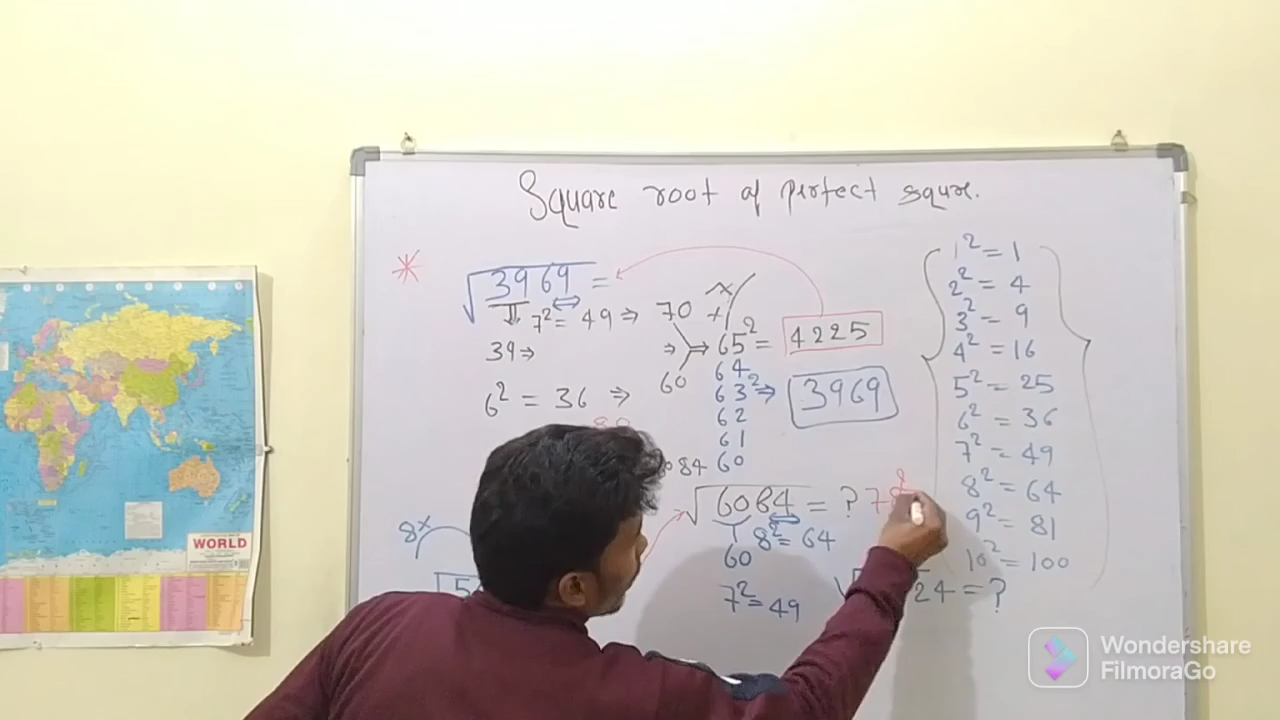 Square root of perfect squre.
*
√3969 =
7² = 49 ⇒ 70
39 ⇒
6² = 36 ⇒
60
⇒ 65² = 4225
64
63² ⇒ 3969
62
61
60
84
√6084 = ? 78
60
8² = 64
7² = 49
8
24 = ?
1² = 1
2² = 4
3² = 9
4² = 16
5² = 25
6² = 36
7² = 49
8² = 64
9² = 81
10² = 100
WORLD
Wondershare
FilmoraGo